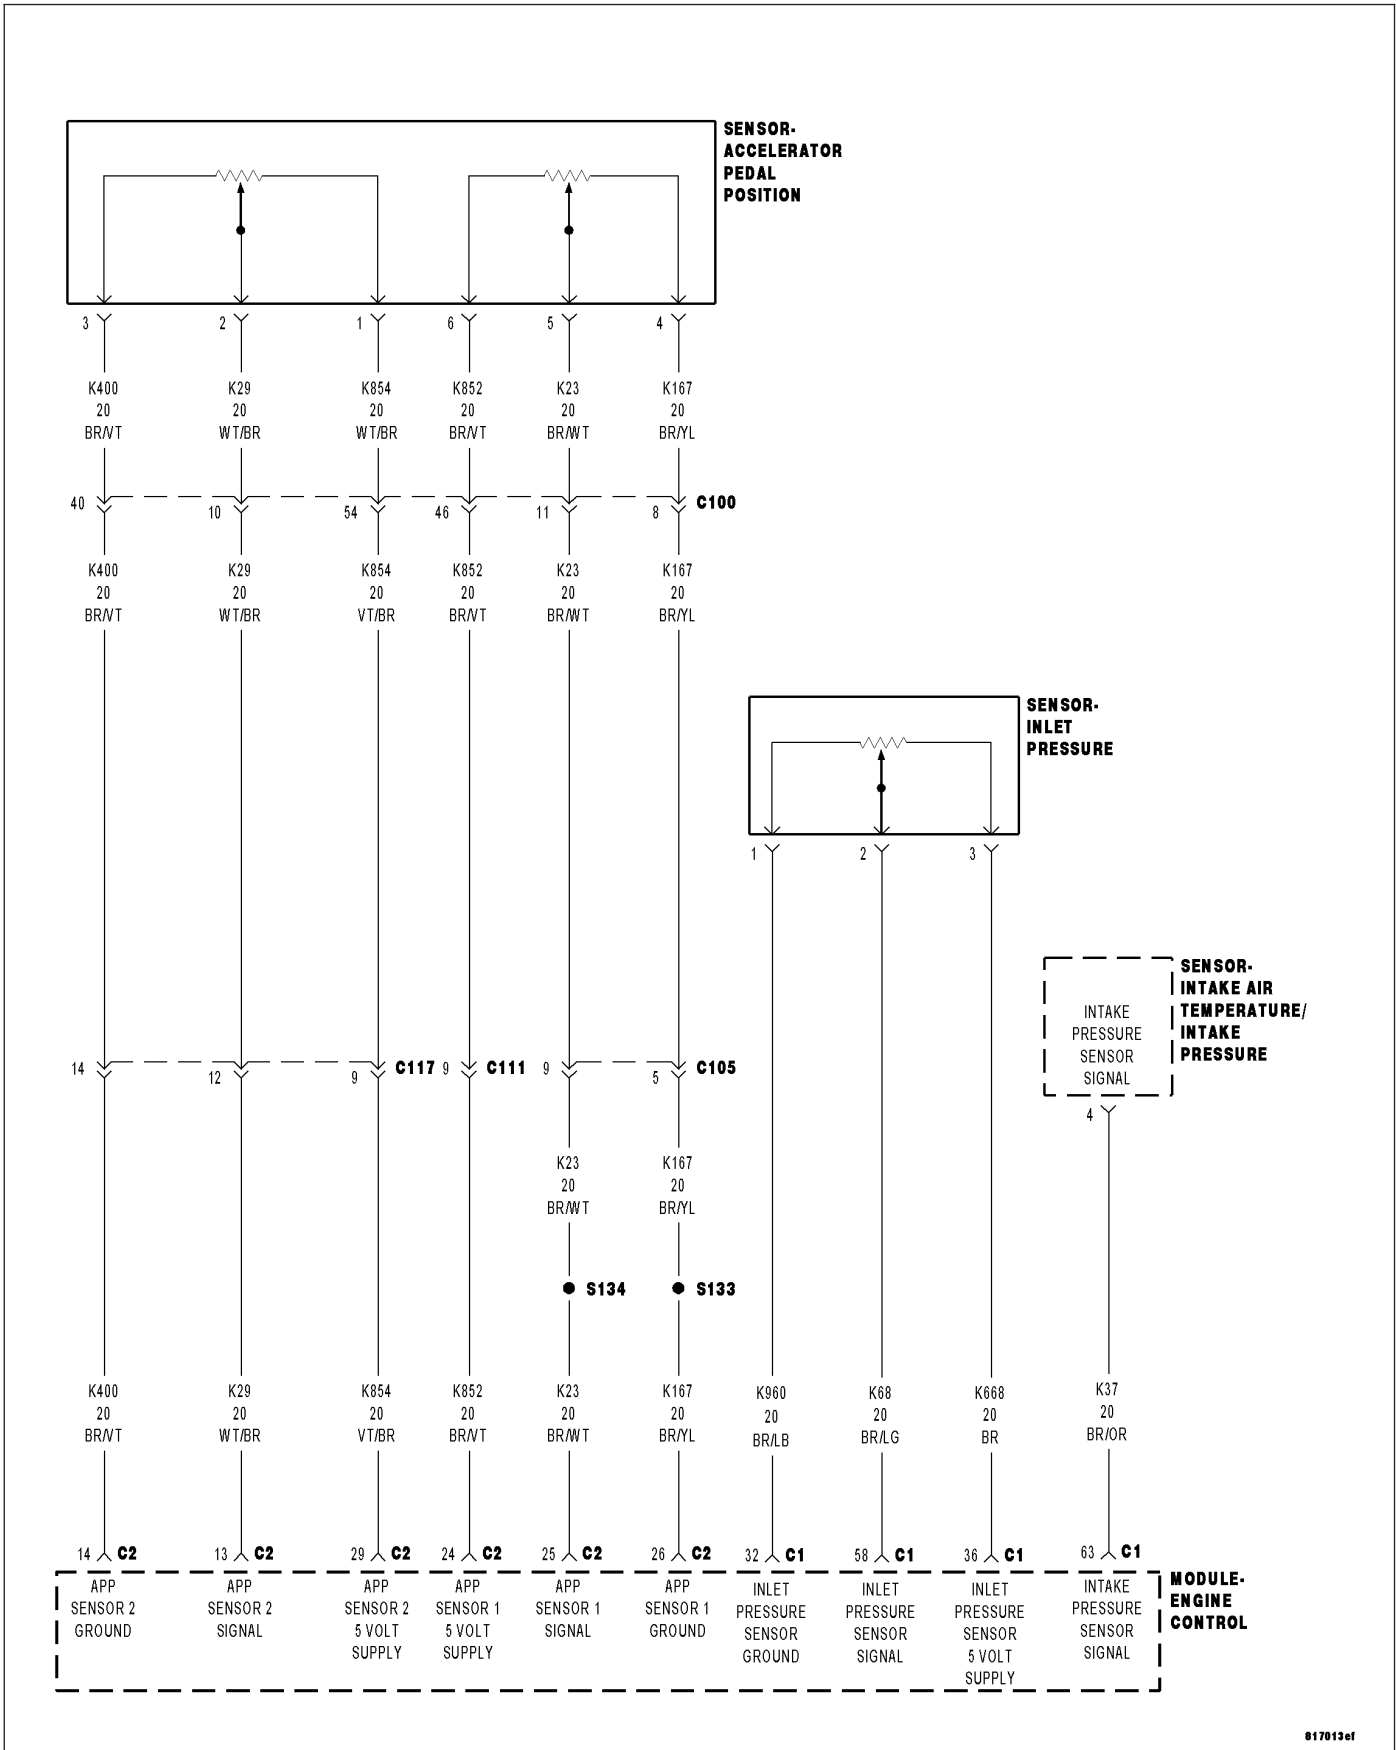 SENSOR-
ACCELERATOR
PEDAL
POSITION
3 2 1 6 5 4
K400 K29 K854 K852 K23 K167
20 20 20 20 20 20
BR/VT WT/BR WT/BR BR/VT BR/WT BR/YL
40 10 54 46 11 8 C100
K400 K29 K854 K852 K23 K167
20 20 20 20 20 20
BR/VT WT/BR VT/BR BR/VT BR/WT BR/YL
SENSOR-
INLET
PRESSURE
1 2 3
SENSOR-
INTAKE AIR
TEMPERATURE/
INTAKE
PRESSURE
INTAKE
PRESSURE
SENSOR
SIGNAL
4
14 12 9 C117 9 C111 9 5 C105
K23 K167
20 20
BR/WT BR/YL
S134 S133
K400 K29 K854 K852 K23 K167 K960 K68 K668 K37
20 20 20 20 20 20 20 20 20 20
BR/VT WT/BR VT/BR BR/VT BR/WT BR/YL BR/LB BR/LG BR BR/OR
14 C2 13 C2 29 C2 24 C2 25 C2 26 C2 32 C1 58 C1 36 C1 63 C1
APP
SENSOR 2
GROUND
APP
SENSOR 2
SIGNAL
APP
SENSOR 2
5 VOLT
SUPPLY
APP
SENSOR 1
5 VOLT
SUPPLY
APP
SENSOR 1
SIGNAL
APP
SENSOR 1
GROUND
INLET
PRESSURE
SENSOR
GROUND
INLET
PRESSURE
SENSOR
SIGNAL
INLET
PRESSURE
SENSOR
5 VOLT
SUPPLY
INTAKE
PRESSURE
SENSOR
SIGNAL
MODULE-
ENGINE
CONTROL
817013ef